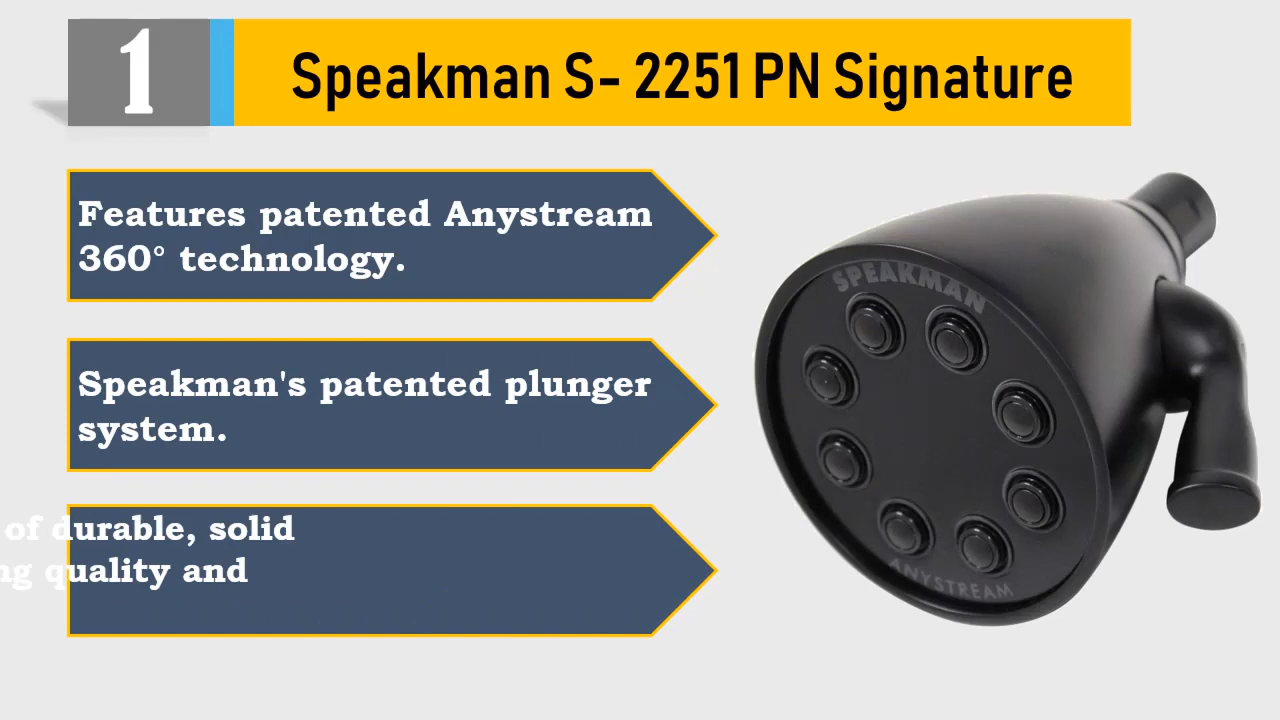 1
Speakman S- 2251 PN Signature
Features patented Anystream
360° technology.
Speakman's patented plunger
system.
of durable, solid
quality and
SPEAKMAN
ANYSTREAM